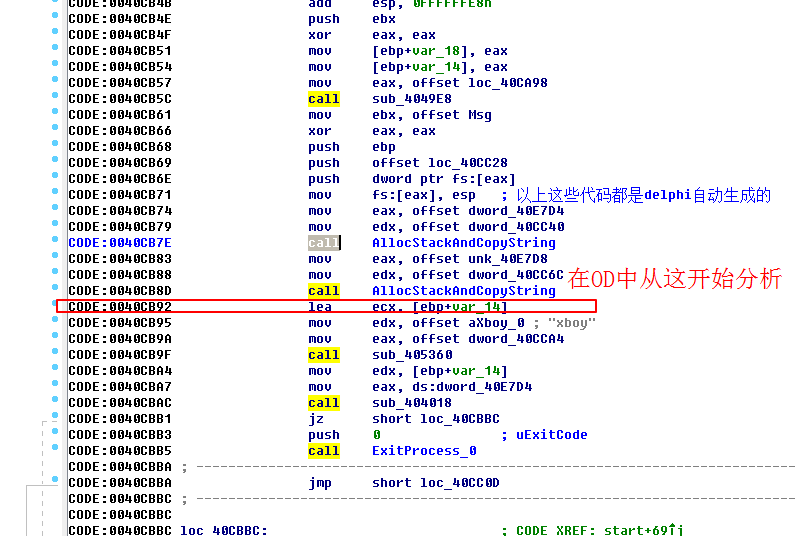 CODE:0040CB4B add esp, 0FFFFFFE8h
CODE:0040CB4E push ebx
CODE:0040CB4F xor eax, eax
CODE:0040CB51 mov [ebp+var_18], eax
CODE:0040CB54 mov [ebp+var_14], eax
CODE:0040CB57 mov eax, offset loc_40CA98
CODE:0040CB5C call sub_4049E8
CODE:0040CB61 mov ebx, offset Msg
CODE:0040CB66 xor eax, eax
CODE:0040CB68 push ebp
CODE:0040CB69 push offset loc_40CC28
CODE:0040CB6E push dword ptr fs:[eax]
CODE:0040CB71 mov fs:[eax], esp ; 以上这些代码都是delphi自动生成的
CODE:0040CB74 mov eax, offset dword_40E7D4
CODE:0040CB79 mov edx, offset dword_40CC40
CODE:0040CB7E call AllocStackAndCopyString
CODE:0040CB83 mov eax, offset unk_40E7D8
CODE:0040CB88 mov edx, offset dword_40CC6C
在OD中从这开始分析
CODE:0040CB8D call AllocStackAndCopyString
CODE:0040CB92 lea ecx, [ebp+var_14]
CODE:0040CB95 mov edx, offset aXboy_0 ; "xboy"
CODE:0040CB9A mov eax, offset dword_40CCA4
CODE:0040CB9F call sub_405360
CODE:0040CBA4 mov edx, [ebp+var_14]
CODE:0040CBA7 mov eax, ds:dword_40E7D4
CODE:0040CBAC call sub_404018
CODE:0040CBB1 jz short loc_40CBBC
CODE:0040CBB3 push 0 ; uExitCode
CODE:0040CBB5 call ExitProcess_0
CODE:0040CBBA ; ---------------------------------------------------------------------------
CODE:0040CBBA jmp short loc_40CC0D
CODE:0040CBBC ; ---------------------------------------------------------------------------
CODE:0040CBBC
CODE:0040CBBC loc_40CBBC: ; CODE XREF: start+69↑j